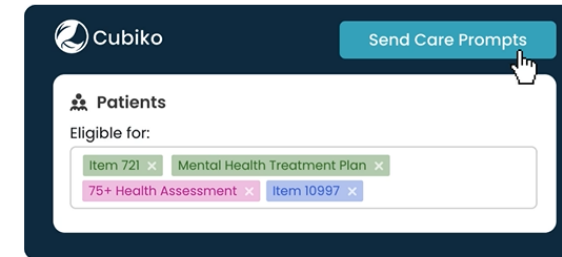 Cubiko
Send Care Prompts
Patients
Eligible for:
Item 721 × Mental Health Treatment Plan ×
75+ Health Assessment × Item 10997 ×